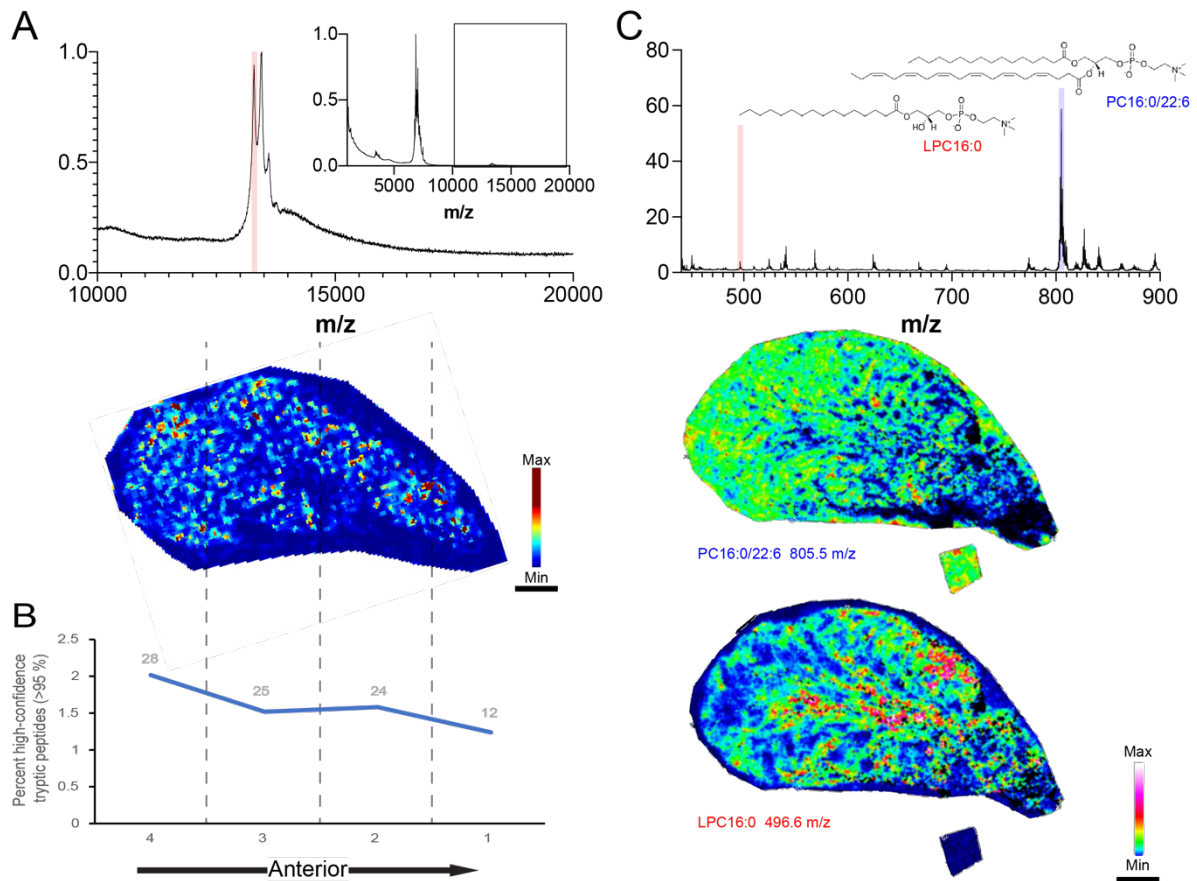 A
1.0
0.5
0.0
10000 15000 20000
m/z
1.0
0.5
0.0
5000 10000 15000 20000
m/z
Max
Min
B
Percent high-confidence
tryptic peptides (>95 %)
2.5
2
1.5
1
0.5
0
28
25
24
12
4 3 2 1
Anterior
C
80
60
40
20
0
500 600 700 800 900
m/z
O
O
O
P
O
O
O-
N+
O
O
H
PC16:0/22:6
O
O
O
P
O
O
O-
N+
HO
H
LPC16:0
PC16:0/22:6 805.5 m/z
LPC16:0 496.6 m/z
Max
Min